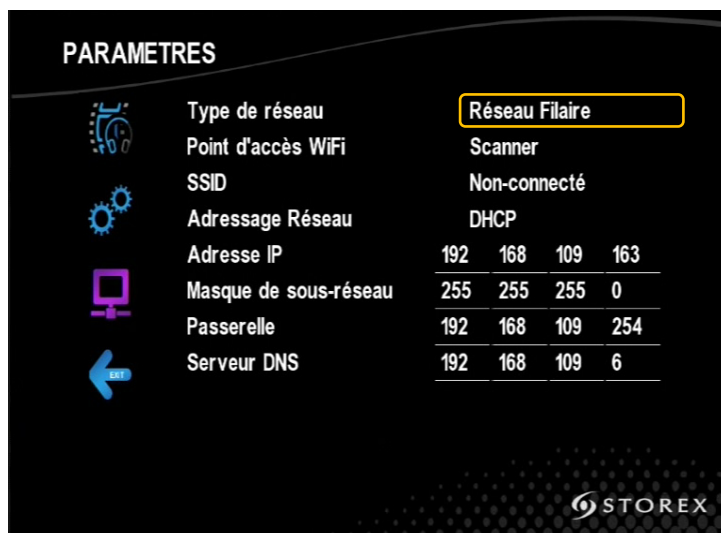 PARAMETRES
Type de réseau Réseau Filaire
Point d'accès WiFi Scanner
SSID Non-connecté
Adressage Réseau DHCP
Adresse IP 192 168 109 163
Masque de sous-réseau 255 255 255 0
Passerelle 192 168 109 254
Serveur DNS 192 168 109 6
EXT
STOREX